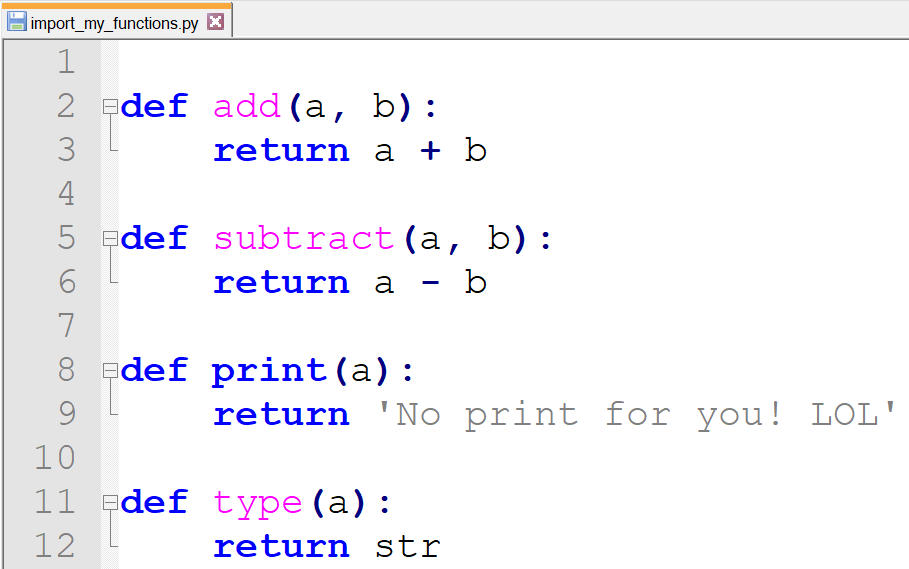 import_my_functions.py
1
2 def add(a, b):
3 return a + b
4
5 def subtract(a, b):
6 return a - b
7
8 def print(a):
9 return 'No print for you! LOL'
10
11 def type(a):
12 return str